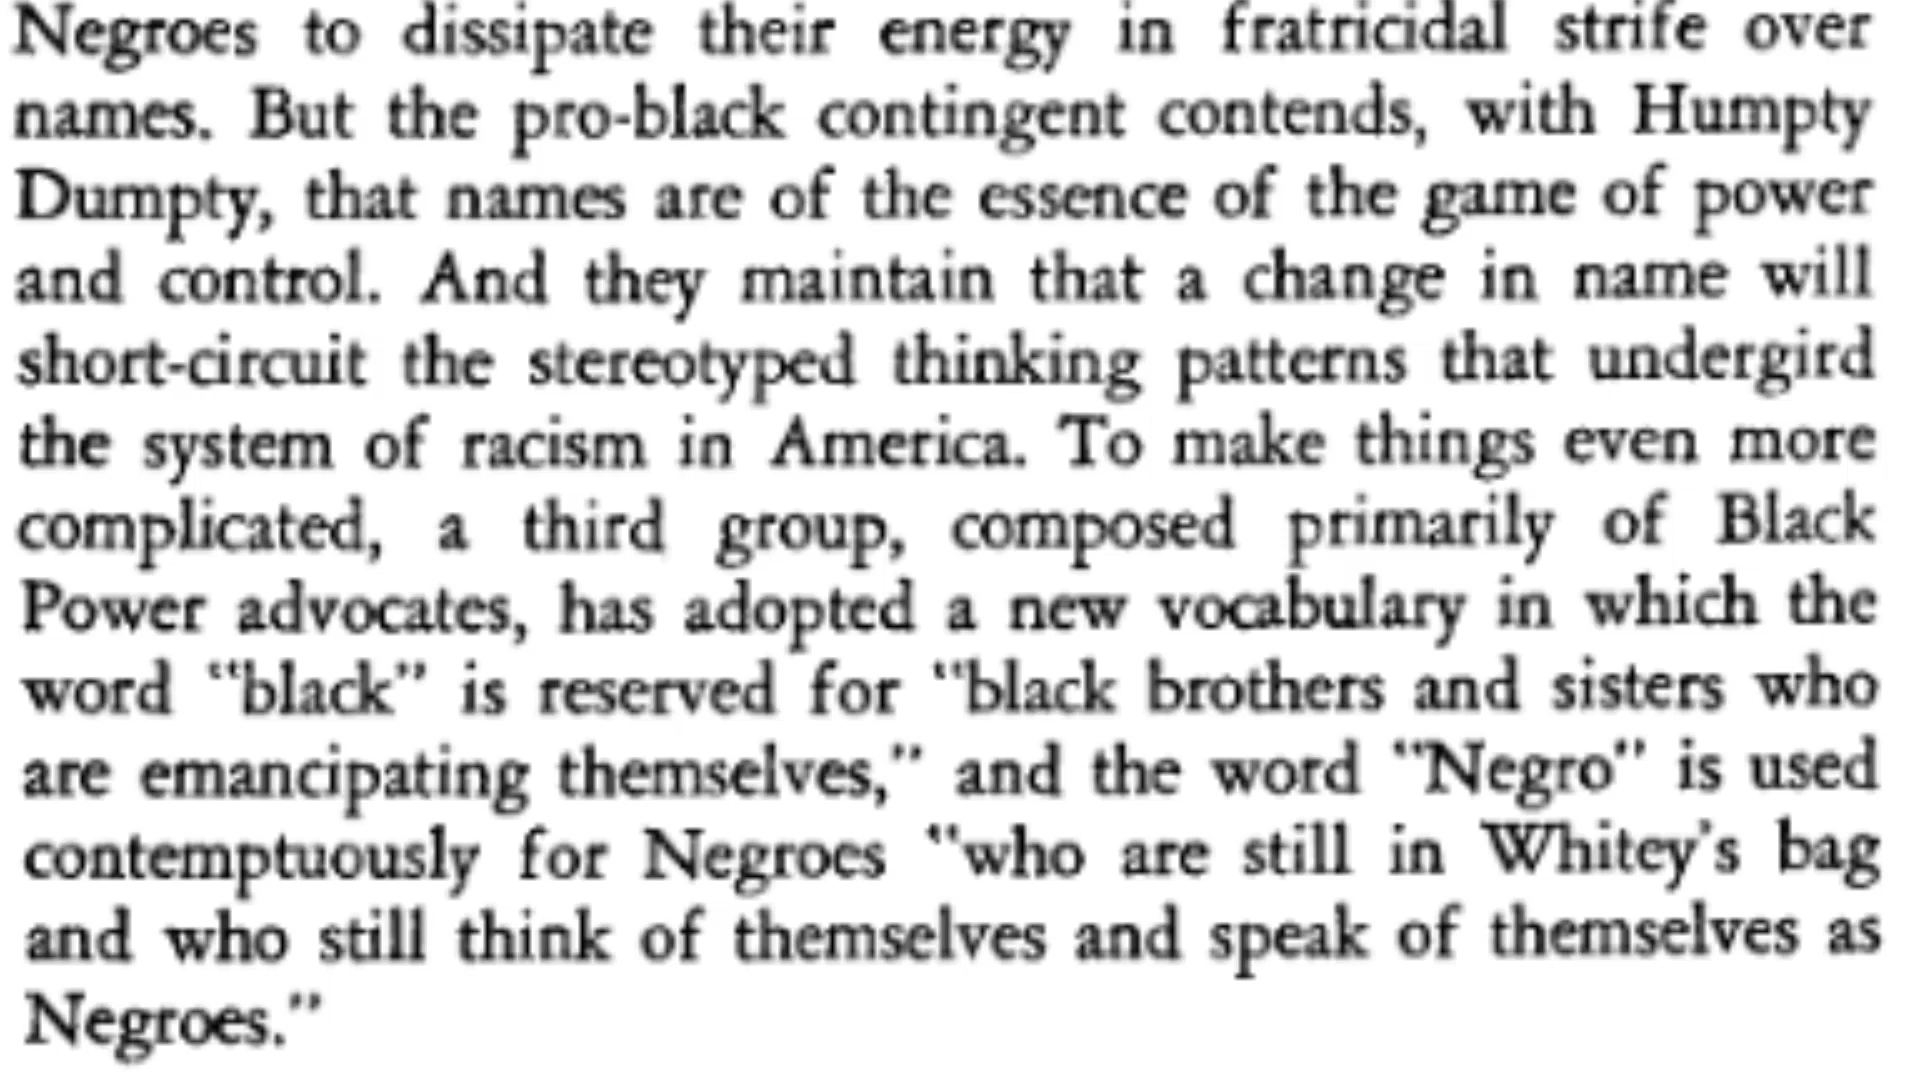 Negroes to dissipate their energy in fratricidal strife over
names. But the pro-black contingent contends, with Humpty
Dumpty, that names are of the essence of the game of power
and control. And they maintain that a change in name will
short-circuit the stereotyped thinking patterns that undergird
the system of racism in America. To make things even more
complicated, a third group, composed primarily of Black
Power advocates, has adopted a new vocabulary in which the
word "black" is reserved for "black brothers and sisters who
are emancipating themselves," and the word "Negro" is used
contemptuously for Negroes "who are still in Whitey's bag
and who still think of themselves and speak of themselves as
Negroes."